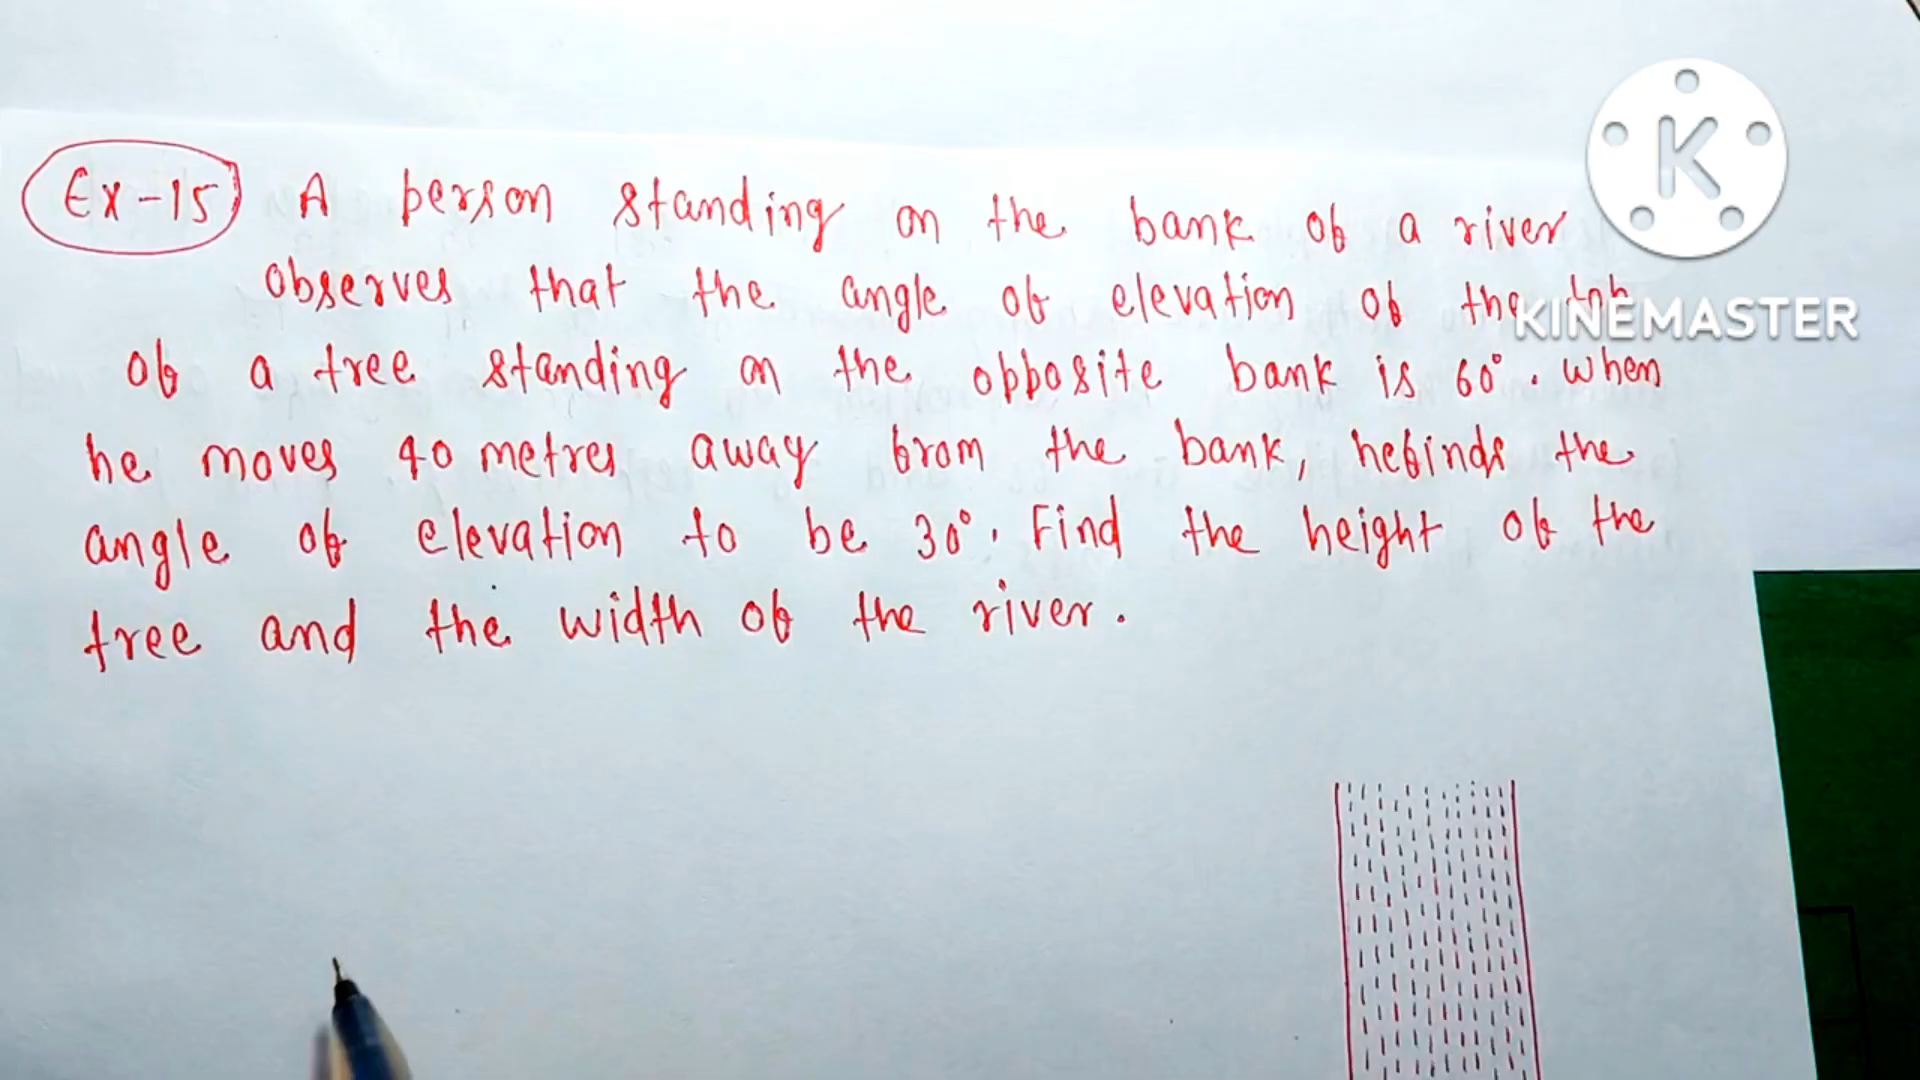 Ex-15 A person standing on the bank of a river
observes that the angle of elevation of the top
of a tree standing on the opposite bank is 60°. When
he moves 40 metres away from the bank, he finds the
angle of elevation to be 30°. Find the height of the
tree and the width of the river.
K
KINEMASTER